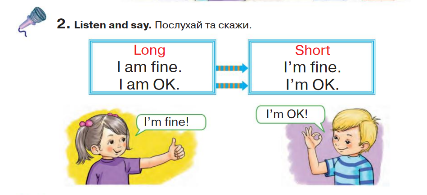 2. Listen and say. Послухай та скажи.
Long
I am fine.
I am OK.
Short
I'm fine.
I'm OK.
I'm fine!
I'm OK!